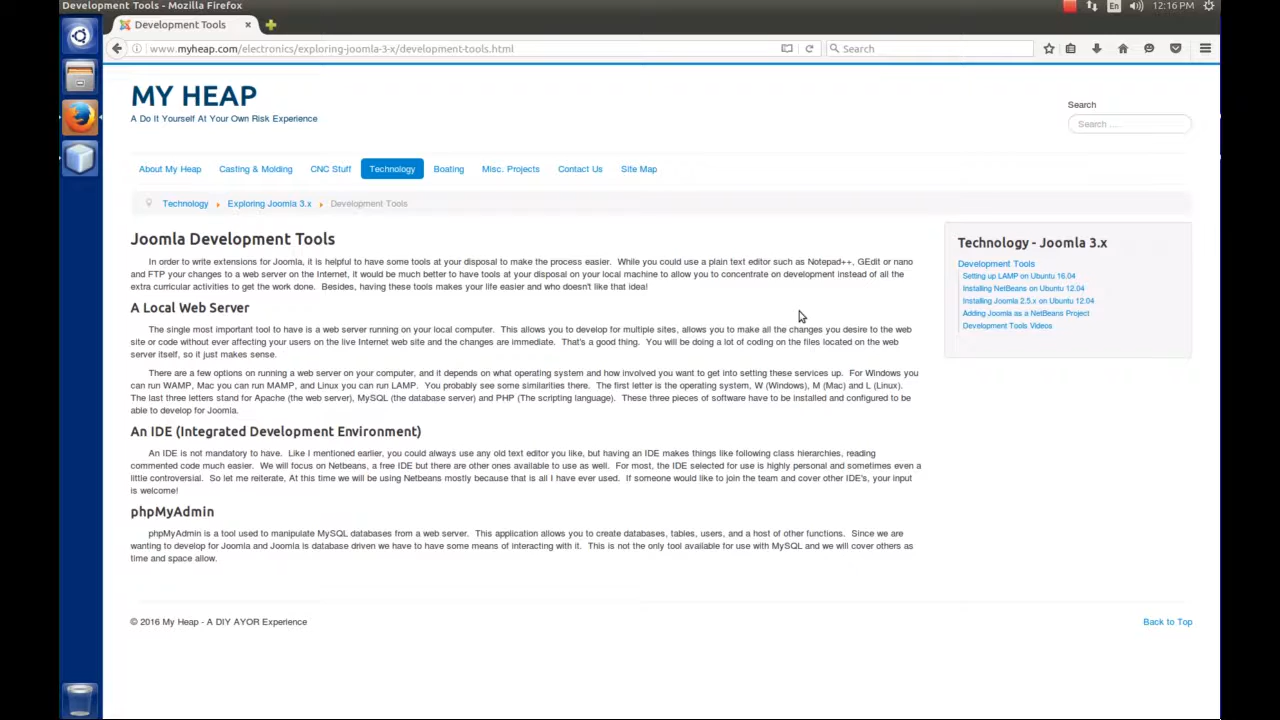 Development Tools - Mozilla Firefox
En
12:16 PM
Development Tools
www.myheap.com/electronics/exploring-joomla-3-x/development-tools.html
Search
MY HEAP
A Do It Yourself At Your Own Risk Experience
Search
Search ...
About My Heap Casting & Molding CNC Stuff Technology Boating Misc. Projects Contact Us Site Map
Technology Exploring Joomla 3.x Development Tools
Joomla Development Tools
In order to write extensions for Joomla, it is helpful to have some tools at your disposal to make the process easier. While you could use a plain text editor such as Notepad++, GEdit or nano
and FTP your changes to a web server on the Internet, it would be much better to have tools at your disposal on your local machine to allow you to concentrate on development instead of all the
extra curricular activities to get the work done. Besides, having these tools makes your life easier and who doesn't like that idea!
A Local Web Server
The single most important tool to have is a web server running on your local computer. This allows you to develop for multiple sites, allows you to make all the changes you desire to the web
site or code without ever affecting your users on the live Internet web site and the changes are immediate. That's a good thing. You will be doing a lot of coding on the files located on the web
server itself, so it just makes sense.
There are a few options on running a web server on your computer, and it depends on what operating system and how involved you want to get into setting these services up. For Windows you
can run WAMP, Mac you can run MAMP, and Linux you can run LAMP. You probably see some similarities there. The first letter is the operating system, W (Windows), M (Mac) and L (Linux).
The last three letters stand for Apache (the web server), MySQL (the database server) and PHP (The scripting language). These three pieces of software have to be installed and configured to be
able to develop for Joomla.
An IDE (Integrated Development Environment)
An IDE is not mandatory to have. Like I mentioned earlier, you could always use any old text editor you like, but having an IDE makes things like following class hierarchies, reading
commented code much easier. We will focus on Netbeans, a free IDE but there are other ones available to use as well. For most, the IDE selected for use is highly personal and sometimes even a
little controversial. So let me reiterate, At this time we will be using Netbeans mostly because that is all I have ever used. If someone would like to join the team and cover other IDE's, your input
is welcome!
phpMyAdmin
phpMyAdmin is a tool used to manipulate MySQL databases from a web server. This application allows you to create databases, tables, users, and a host of other functions. Since we are
wanting to develop for Joomla and Joomla is database driven we have to have some means of interacting with it. This is not the only tool available for use with MySQL and we will cover others as
time and space allow.
Technology - Joomla 3.x
Development Tools
Setting up LAMP on Ubuntu 16.04
Installing NetBeans on Ubuntu 12.04
Installing Joomla 2.5.x on Ubuntu 12.04
Adding Joomla as a NetBeans Project
Development Tools Videos
© 2016 My Heap - A DIY AYOR Experience
Back to Top